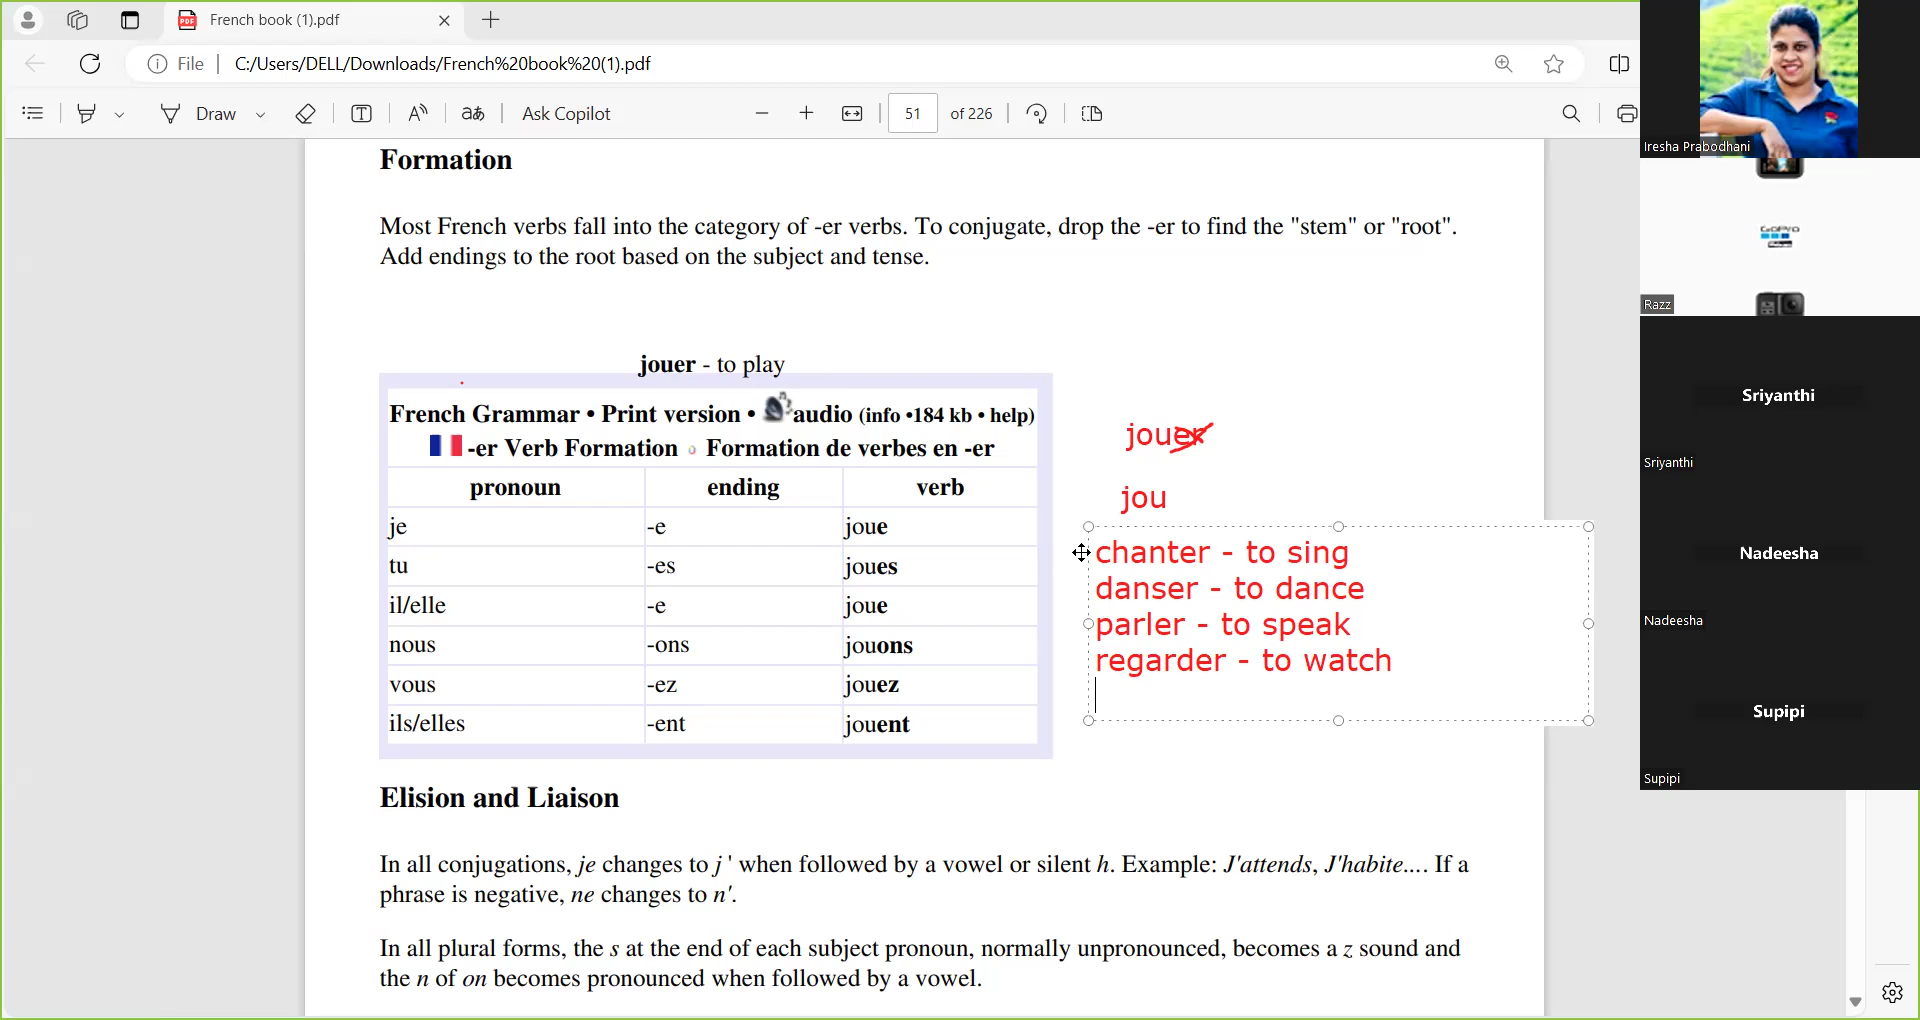 French book (1).pdf
File
C:/Users/DELL/Downloads/French%20book%20(1).pdf
Draw
Ask Copilot
51 of 226
Formation
Most French verbs fall into the category of -er verbs. To conjugate, drop the -er to find the "stem" or "root".
Add endings to the root based on the subject and tense.
jouer - to play
French Grammar • Print version • audio (info •184 kb • help)
-er Verb Formation Formation de verbes en -er
pronoun ending verb
je -e joue
tu -es joues
il/elle -e joue
nous -ons jouons
vous -ez jouez
ils/elles -ent jouent
jouer
jou
chanter - to sing
danser - to dance
parler - to speak
regarder - to watch
Elision and Liaison
In all conjugations, je changes to j ' when followed by a vowel or silent h. Example: J'attends, J'habite.... If a
phrase is negative, ne changes to n'.
In all plural forms, the s at the end of each subject pronoun, normally unpronounced, becomes a z sound and
the n of on becomes pronounced when followed by a vowel.
Iresha Prabodhani
GoPro
Razz
Sriyanthi
Sriyanthi
Nadeesha
Nadeesha
Supipi
Supipi